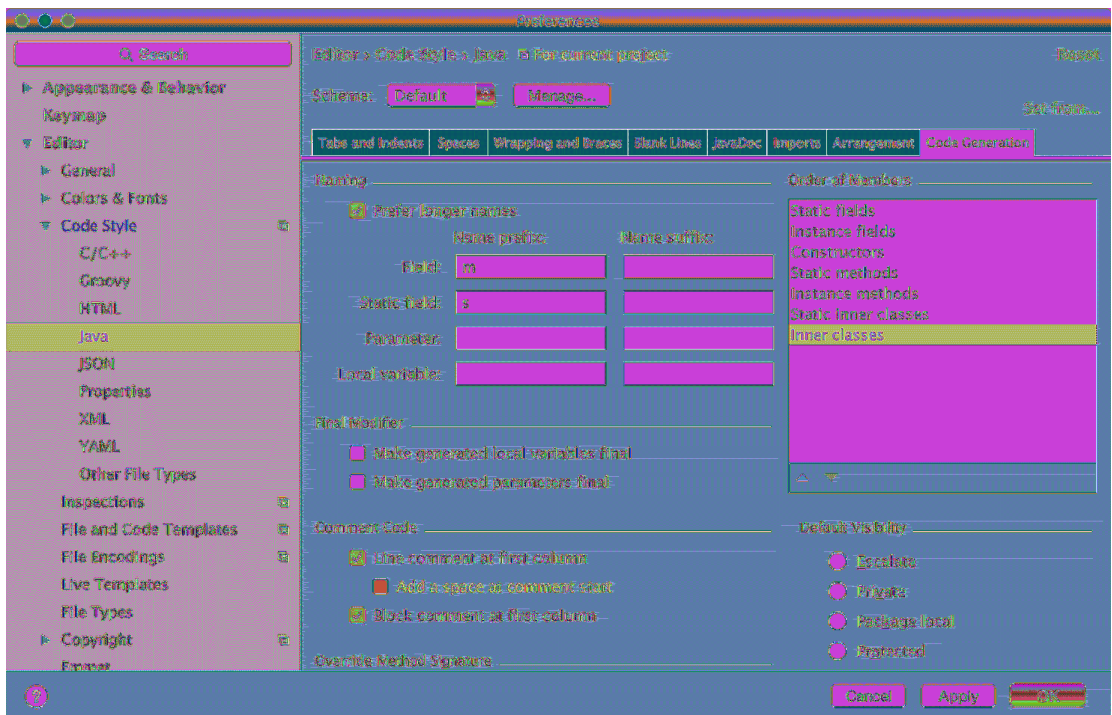 Preferences
Search
Appearance & Behavior
Keymap
Editor
General
Colors & Fonts
Code Style
C/C++
Groovy
HTML
Java
JSON
Properties
XML
YAML
Other File Types
Inspections
File and Code Templates
File Encodings
Live Templates
File Types
Copyright
Emmet
Editor › Code Style › Java For current project
Reset
Scheme: Default Manage...
Set from...
Tabs and Indents Spaces Wrapping and Braces Blank Lines JavaDoc Imports Arrangement Code Generation
Naming
Prefer longer names
Name prefix: Name suffix:
Field: m
Static field: s
Parameter:
Local variable:
Final Modifier
Make generated local variables final
Make generated parameters final
Comment Code
Line comment at first column
Add a space at comment start
Block comment at first column
Override Method Signature
Order of Members
Static fields
Instance fields
Constructors
Static methods
Instance methods
Static inner classes
Inner classes
Default Visibility
Escalate
Private
Package local
Protected
? Cancel Apply OK